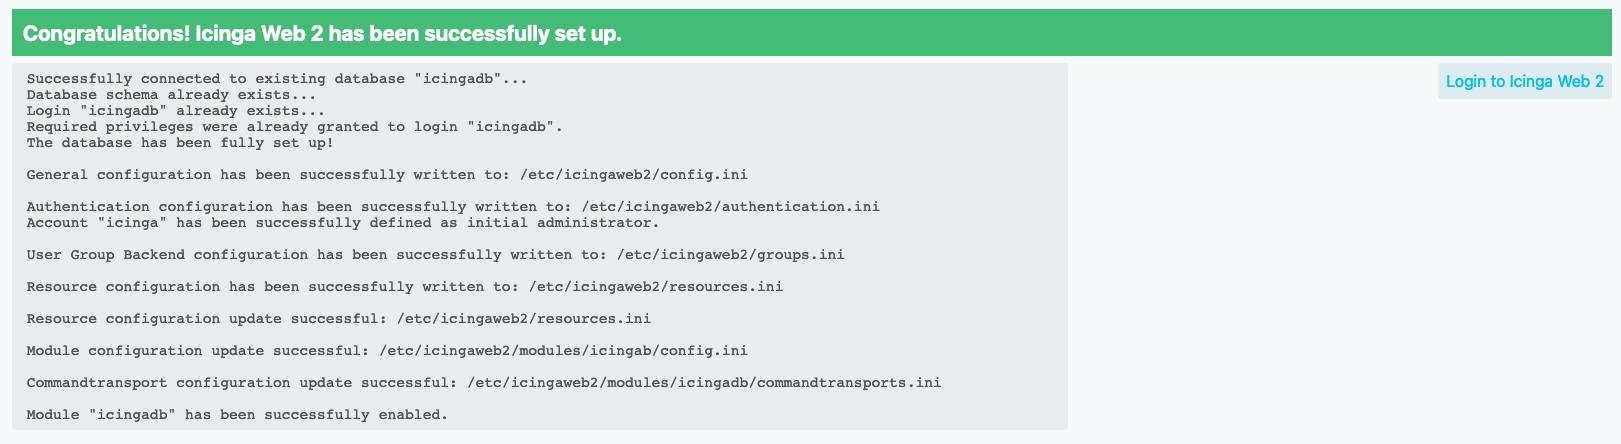 Congratulations! Icinga Web 2 has been successfully set up.
Login to Icinga Web 2
Successfully connected to existing database "icingadb"...
Database schema already exists...
Login "icingadb" already exists...
Required privileges were already granted to login "icingadb".
The database has been fully set up!
General configuration has been successfully written to: /etc/icingaweb2/config.ini
Authentication configuration has been successfully written to: /etc/icingaweb2/authentication.ini
Account "icinga" has been successfully defined as initial administrator.
User Group Backend configuration has been successfully written to: /etc/icingaweb2/groups.ini
Resource configuration has been successfully written to: /etc/icingaweb2/resources.ini
Resource configuration update successful: /etc/icingaweb2/resources.ini
Module configuration update successful: /etc/icingaweb2/modules/icingab/config.ini
Commandtransport configuration update successful: /etc/icingaweb2/modules/icingadb/commandtransports.ini
Module "icingadb" has been successfully enabled.